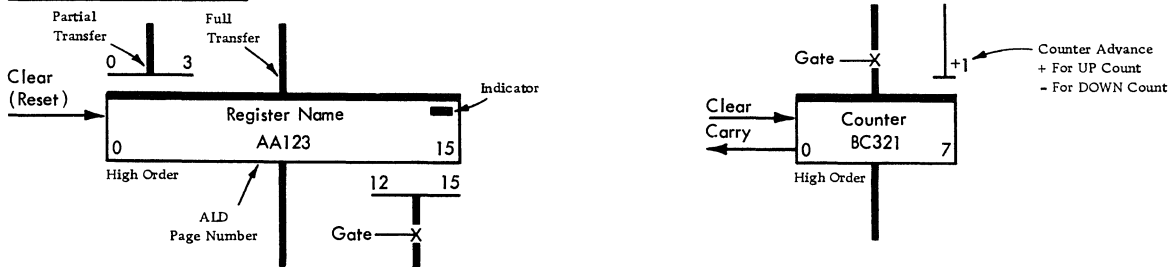 Partial
Transfer
Full
Transfer
0 3
Clear
(Reset)
Indicator
Register Name
AA123
0 15
High Order
12 15
ALD
Page Number
Gate
Gate
+1
Counter Advance
+ For UP Count
- For DOWN Count
Clear
Carry
Counter
BC321
0 7
High Order